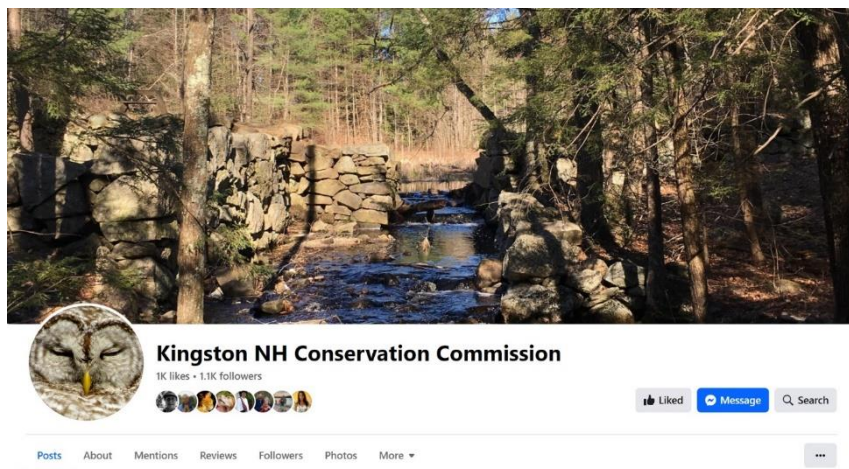 Kingston NH Conservation Commission
1K likes • 1.1K followers
Liked Message Search
Posts About Mentions Reviews Followers Photos More